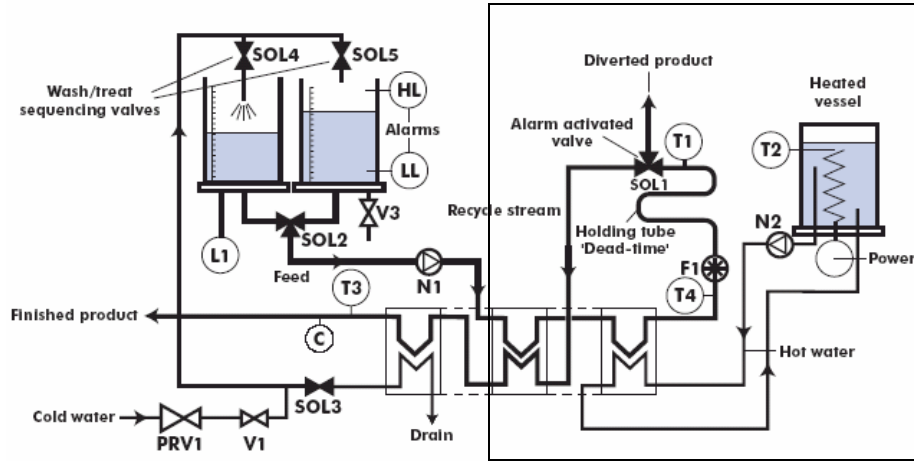 SOL4
SOL5
Wash/treat
sequencing valves
HL
Alarms
LL
L1
SOL2
V3
Feed
N1
T3
Finished product
C
SOL3
Cold water
PRV1
V1
Drain
Diverted product
Alarm activated
valve
T1
SOL1
Recycle stream
Holding tube
'Dead-time'
F1
T4
Heated
vessel
T2
N2
Power
Hot water